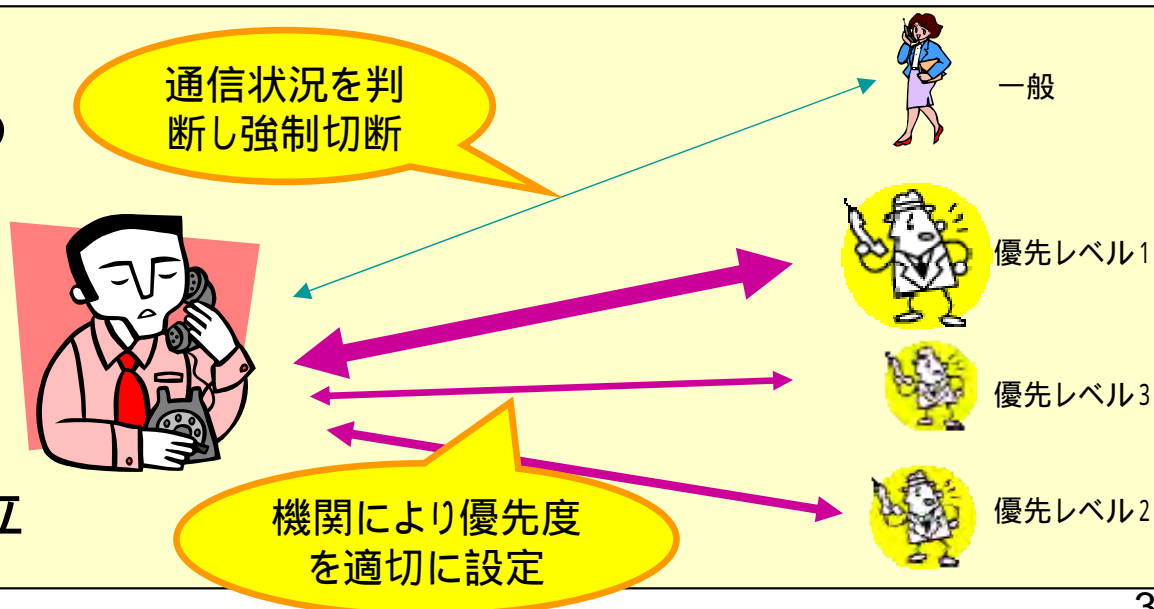 通信状況を判
断し強制切断
一般
優先レベル1
優先レベル3
立
機関により優先度
を適切に設定
優先レベル2